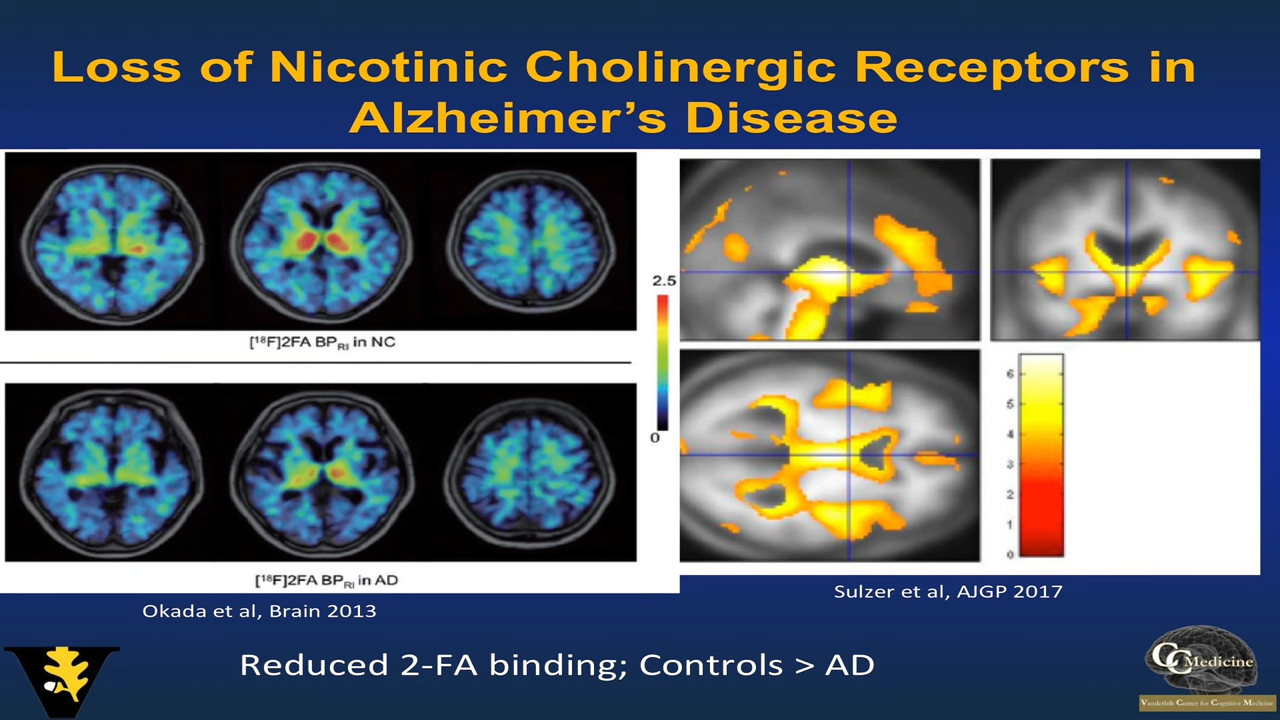 Loss of Nicotinic Cholinergic Receptors in
Alzheimer’s Disease
[¹⁸F]2FA BP_RI in NC
2.5
0
[¹⁸F]2FA BP_RI in AD
6
5
4
3
2
1
0
Okada et al, Brain 2013
Sulzer et al, AJGP 2017
Reduced 2-FA binding; Controls > AD
V
CC Medicine
Vanderbilt Center for Cognitive Medicine